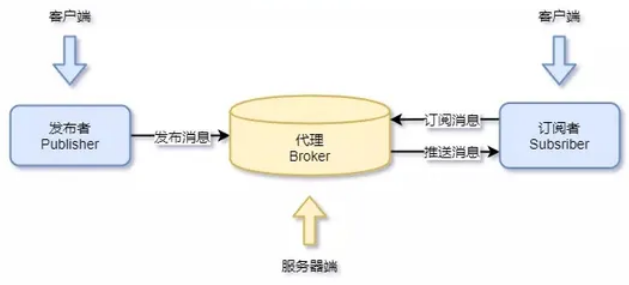 客户端
客户端
发布者
Publisher
发布消息
代理
Broker
订阅消息
推送消息
订阅者
Subsriber
服务器端